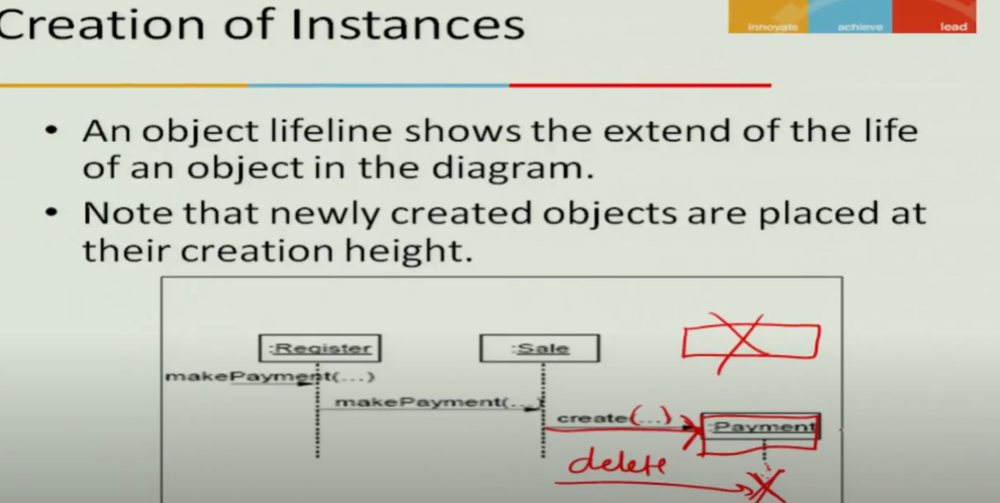 Creation of Instances
innovate achieve lead
• An object lifeline shows the extend of the life
of an object in the diagram.
• Note that newly created objects are placed at
their creation height.
:Register
:Sale
makePayment(...)
makePayment(...)
create(...)
:Payment
delete